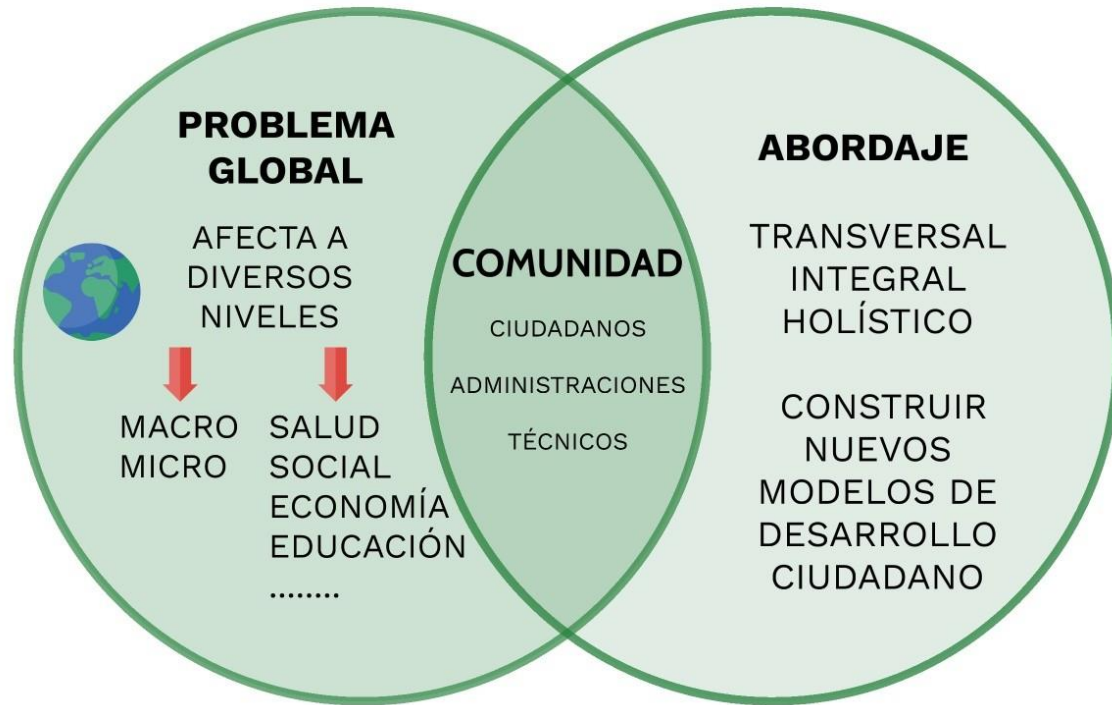 PROBLEMA
GLOBAL
AFECTA A
DIVERSOS
NIVELES
MACRO
MICRO
SALUD
SOCIAL
ECONOMÍA
EDUCACIÓN
........
COMUNIDAD
CIUDADANOS
ADMINISTRACIONES
TÉCNICOS
ABORDAJE
TRANSVERSAL
INTEGRAL
HOLÍSTICO
CONSTRUIR
NUEVOS
MODELOS DE
DESARROLLO
CIUDADANO